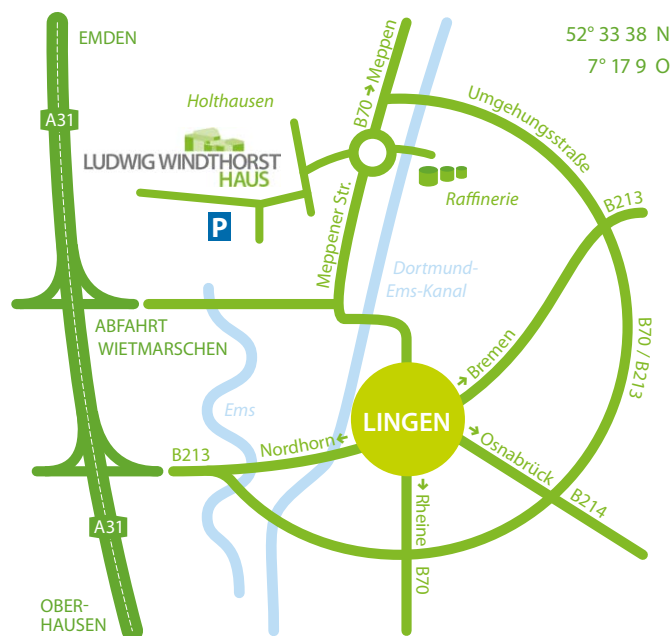 EMDEN
52° 33 38 N
7° 17 9 O
A31
Holthausen
B70 → Meppen
Umgehungsstraße
LUDWIG WINDTHORST
HAUS
P
Raffinerie
B213
Meppener Str.
Dortmund-
Ems-Kanal
ABFAHRT
WIETMARSCHEN
→ Bremen
B70 / B213
Ems
LINGEN
B213
Nordhorn ←
→ Osnabrück
B214
→ Rheine
B70
A31
OBER-
HAUSEN